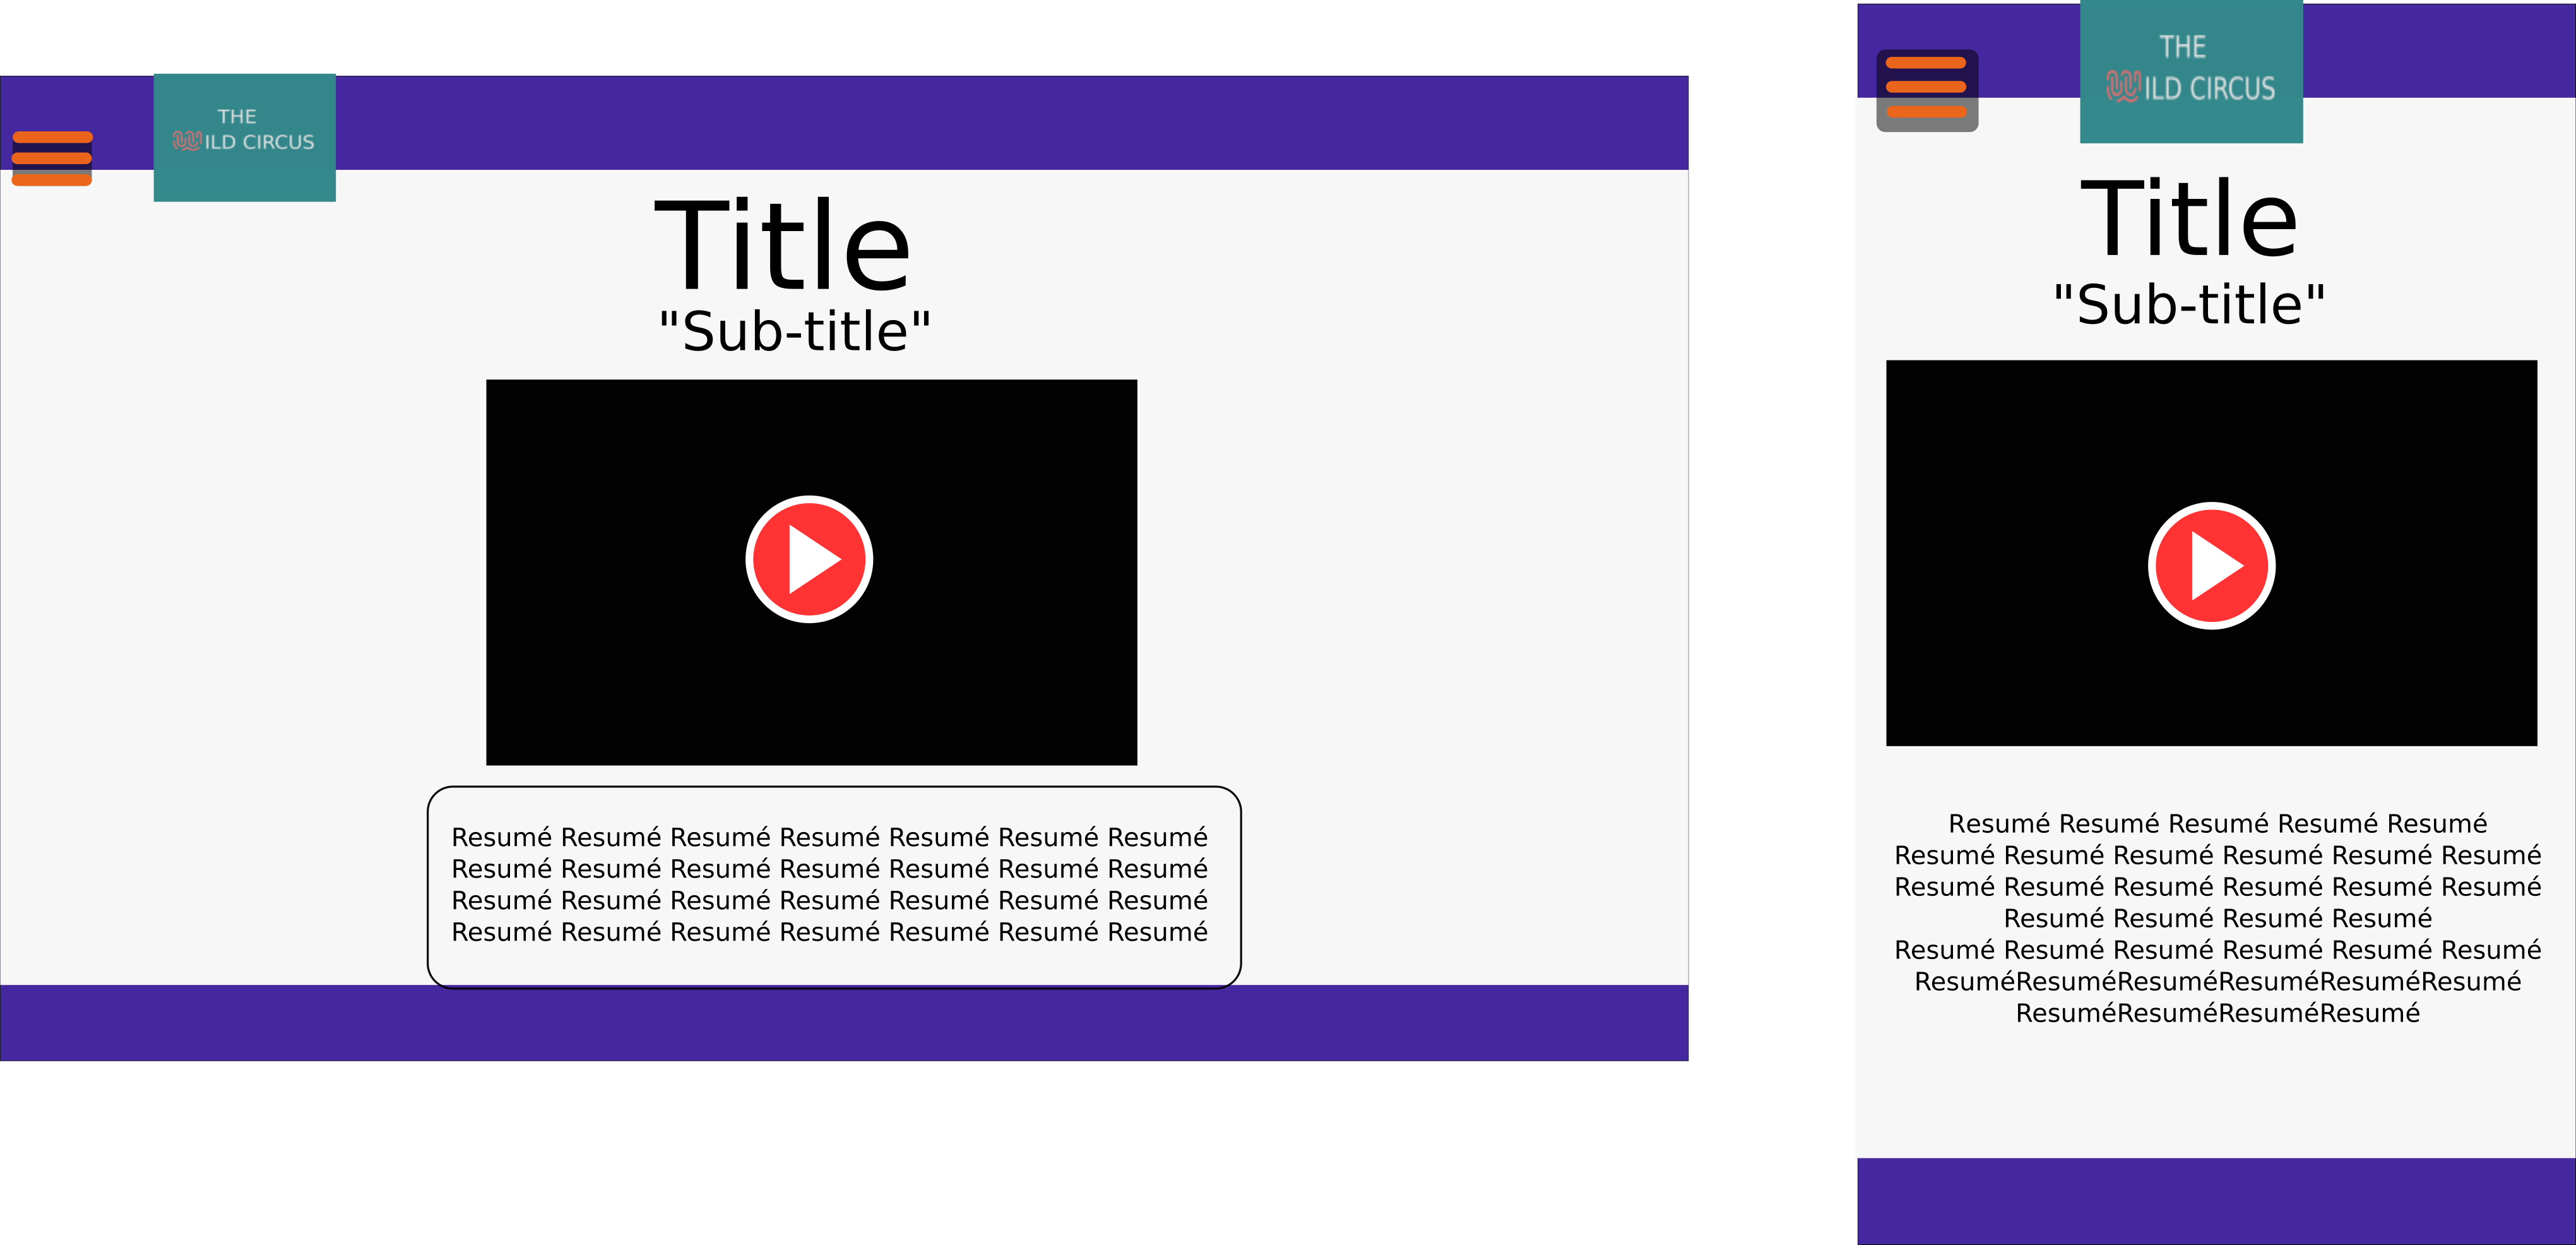 THE
WILD CIRCUS
Title
"Sub-title"
Resumé Resumé Resumé Resumé Resumé Resumé Resumé
Resumé Resumé Resumé Resumé Resumé Resumé Resumé
Resumé Resumé Resumé Resumé Resumé Resumé Resumé
Resumé Resumé Resumé Resumé Resumé Resumé Resumé
THE
WILD CIRCUS
Title
"Sub-title"
Resumé Resumé Resumé Resumé Resumé
Resumé Resumé Resumé Resumé Resumé Resumé
Resumé Resumé Resumé Resumé Resumé Resumé
Resumé Resumé Resumé Resumé
Resumé Resumé Resumé Resumé Resumé Resumé
ResuméResuméResuméResuméResuméResumé
ResuméResuméResuméResumé